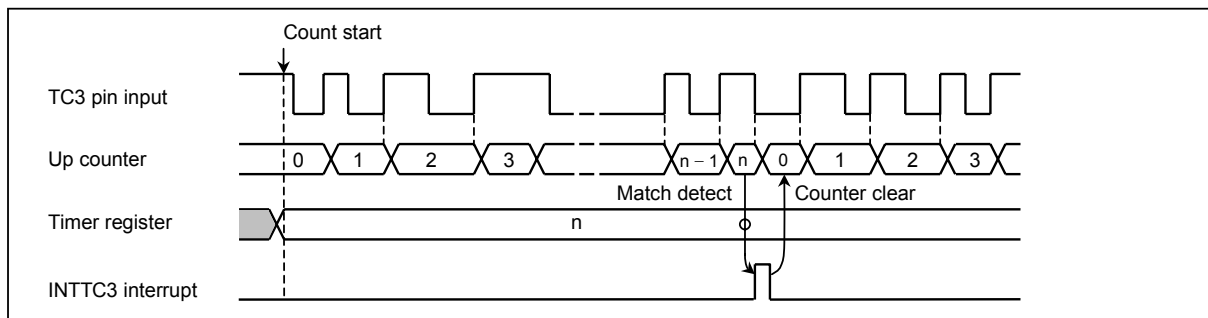 Count start
TC3 pin input
Up counter 0 1 2 3 n − 1 n 0 1 2 3
Match detect Counter clear
Timer register n
INTTC3 interrupt